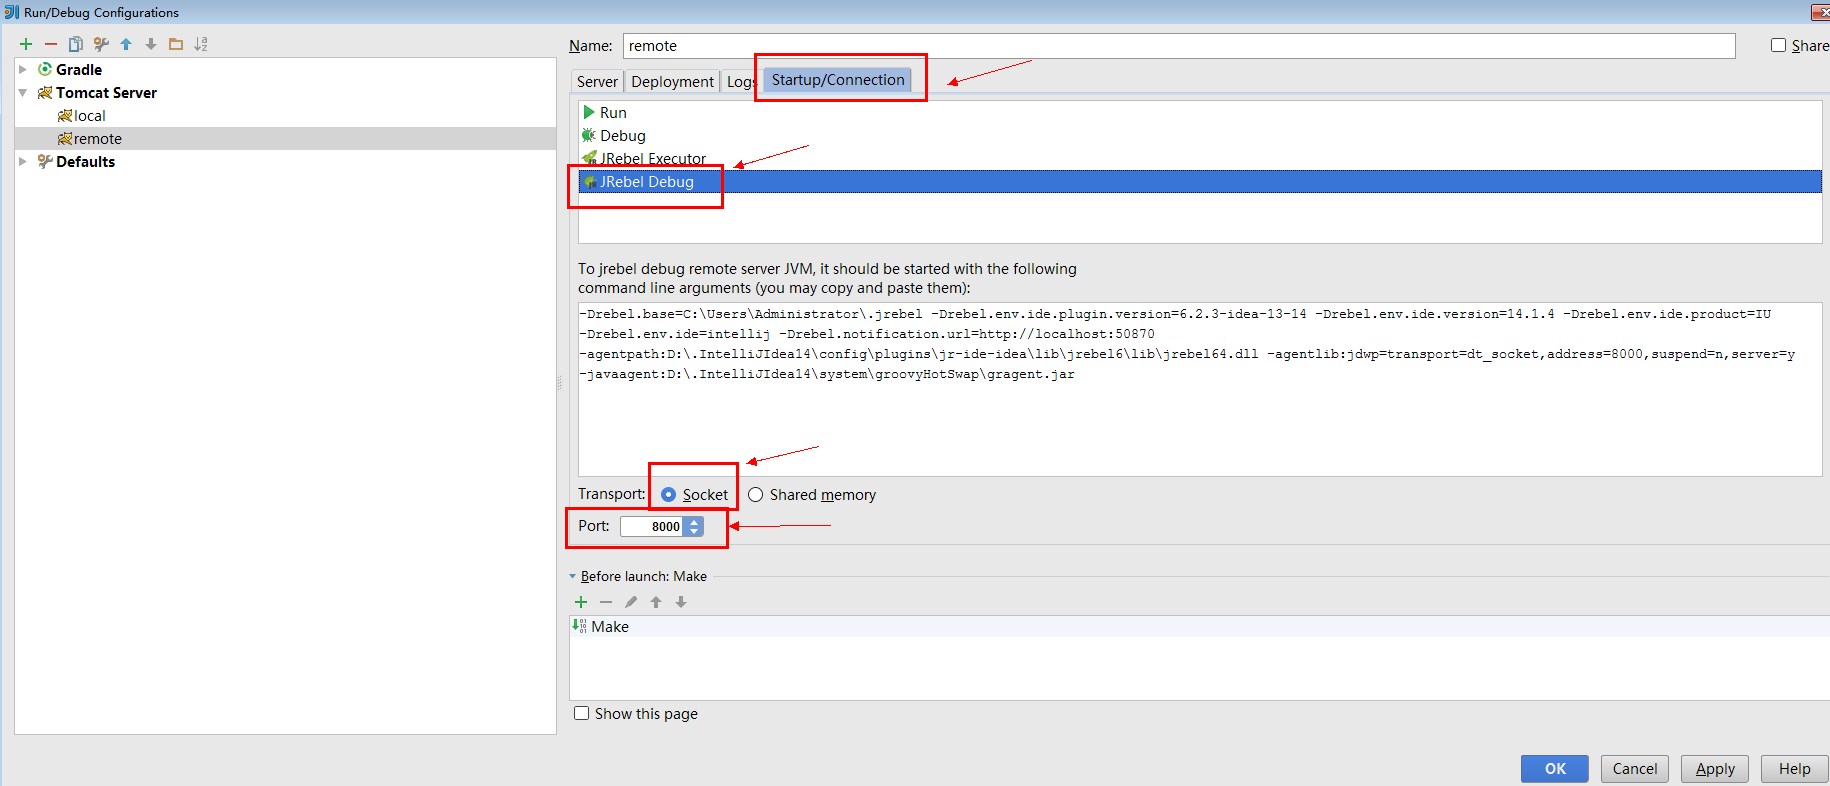 Run/Debug Configurations
Name: remote
Share
Gradle
Tomcat Server
local
remote
Defaults
Server Deployment Logs Startup/Connection
Run
Debug
JRebel Executor
JRebel Debug
To jrebel debug remote server JVM, it should be started with the following
command line arguments (you may copy and paste them):
-Drebel.base=C:\Users\Administrator\.jrebel -Drebel.env.ide.plugin.version=6.2.3-idea-13-14 -Drebel.env.ide.version=14.1.4 -Drebel.env.ide.product=IU
-Drebel.env.ide=intellij -Drebel.notification.url=http://localhost:50870
-agentpath:D:\.IntelliJIdea14\config\plugins\jr-ide-idea\lib\jrebel6\lib\jrebel64.dll -agentlib:jdwp=transport=dt_socket,address=8000,suspend=n,server=y
-javaagent:D:\.IntelliJIdea14\system\groovyHotSwap\gragent.jar
Transport: Socket Shared memory
Port: 8000
Before launch: Make
Make
Show this page
OK Cancel Apply Help